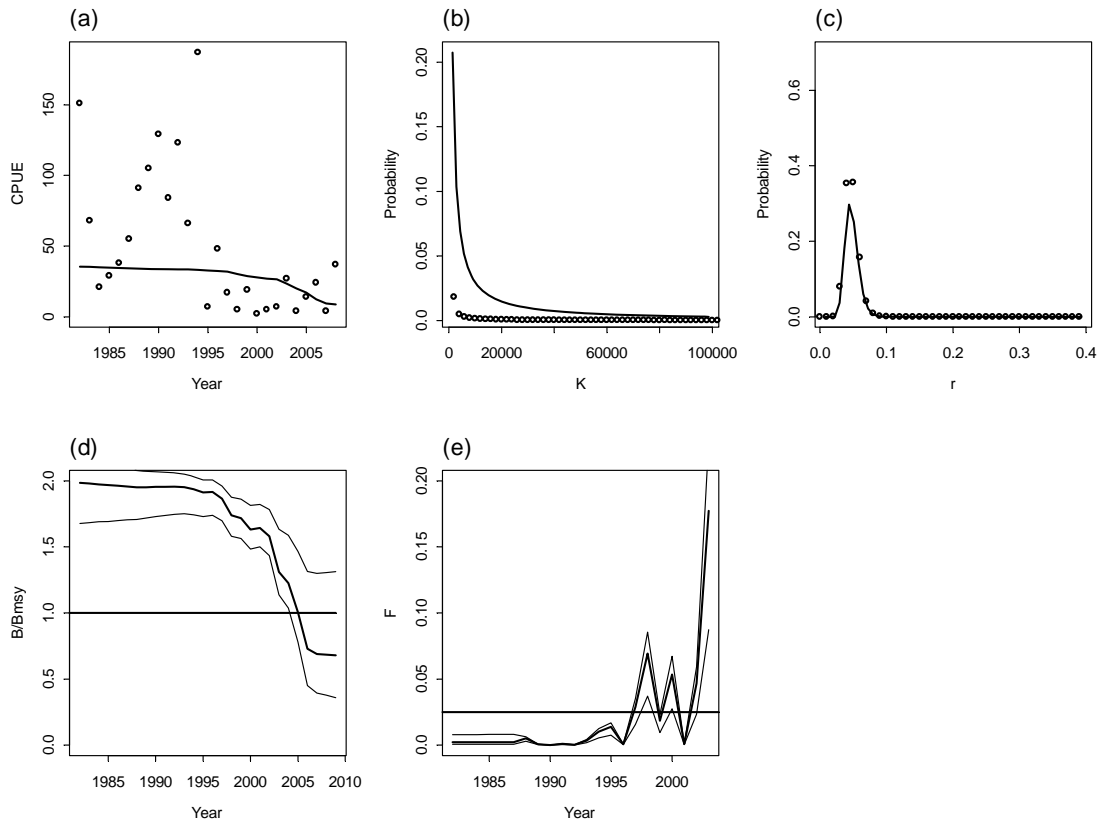 (a)
CPUE
0 50 100 150
1985 1990 1995 2000 2005
Year
(b)
Probability
0.0 0.05 0.10 0.15 0.20
0 20000 60000 100000
K
(c)
Probability
0.0 0.2 0.4 0.6
0.0 0.1 0.2 0.3 0.4
r
(d)
B/Bmsy
0.0 0.5 1.0 1.5 2.0
1985 1990 1995 2000 2005 2010
Year
(e)
F
0.0 0.05 0.10 0.15 0.20
1985 1990 1995 2000
Year